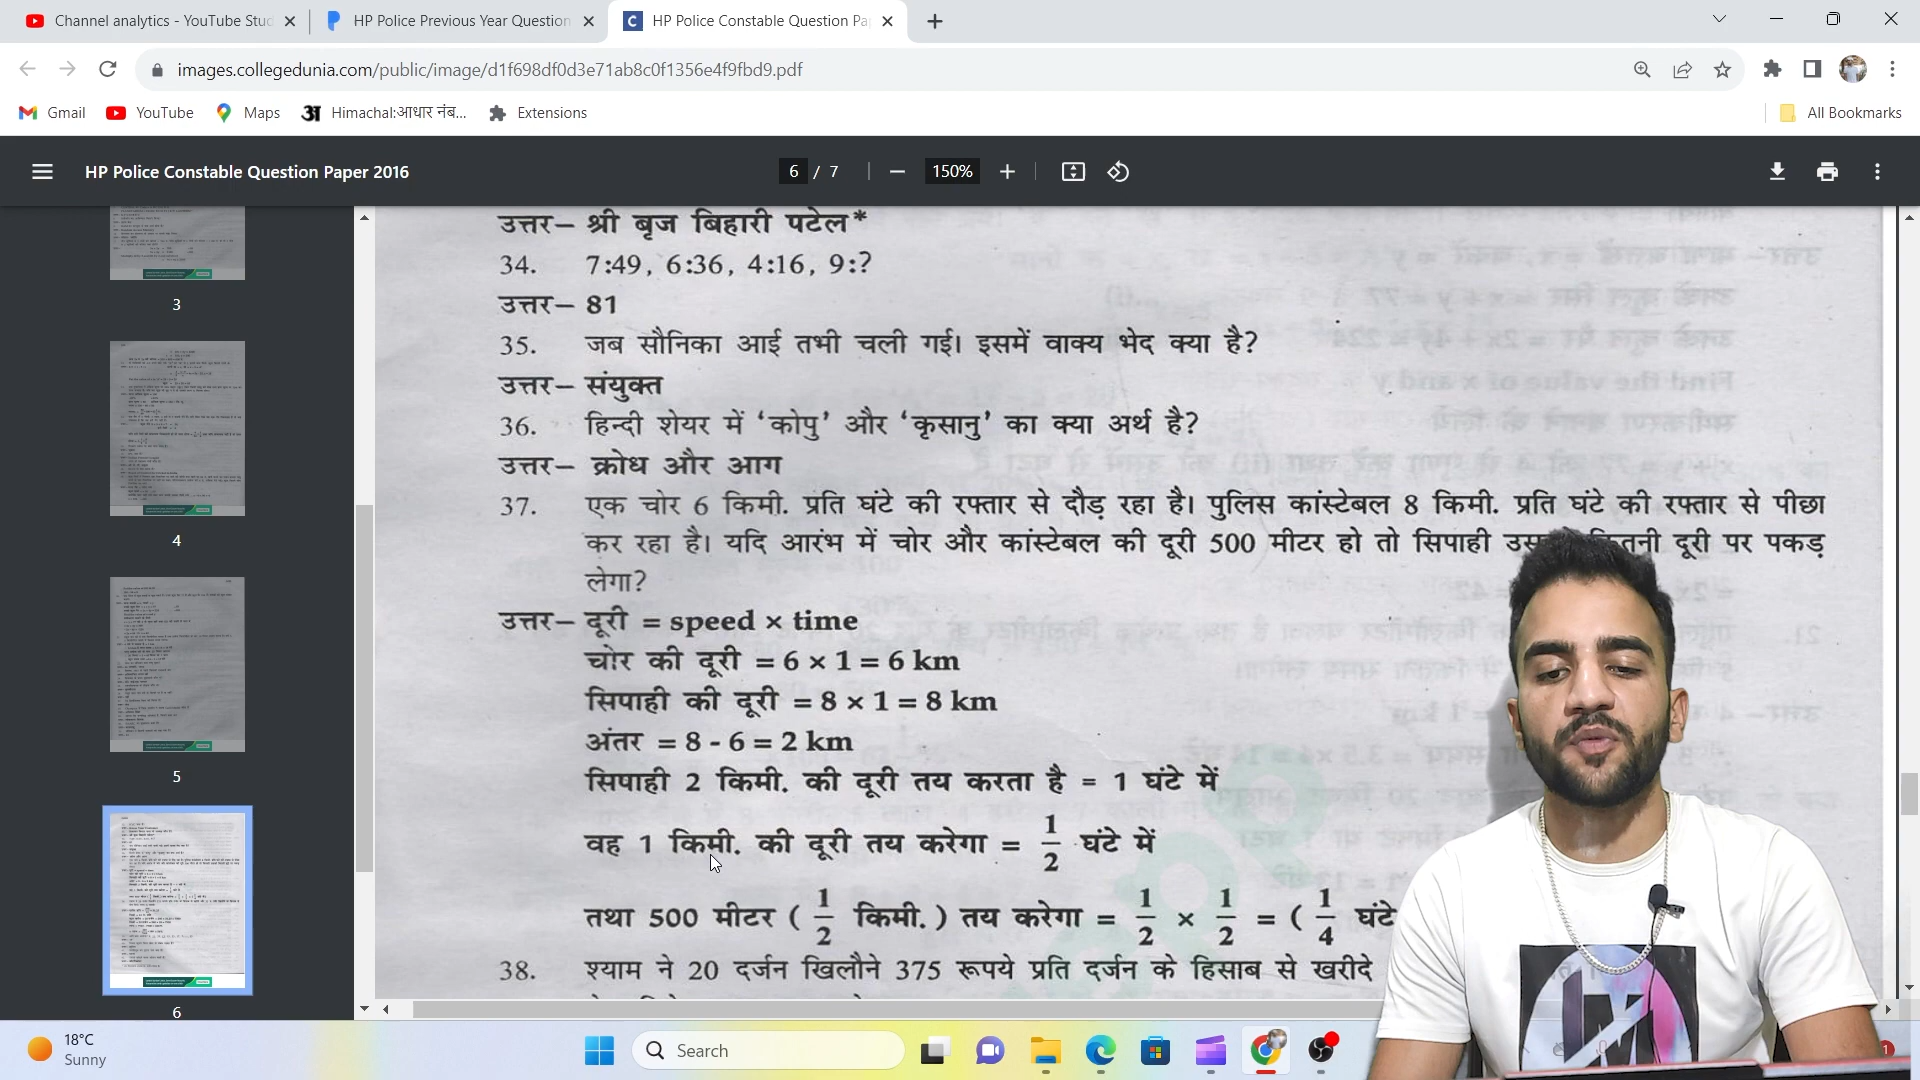 Channel analytics - YouTube Stud
HP Police Previous Year Question
HP Police Constable Question Pa
images.collegedunia.com/public/image/d1f698df0d3e71ab8c0f1356e4f9fbd9.pdf
Gmail
YouTube
Maps
Himachal:आधार नंब...
Extensions
All Bookmarks
HP Police Constable Question Paper 2016
6 / 7
150%
3
4
5
6
उत्तर– श्री बृज बिहारी पटेल*
34. 7:49, 6:36, 4:16, 9:?
उत्तर– 81
35. जब सौनिका आई तभी चली गई। इसमें वाक्य भेद क्या है?
उत्तर– संयुक्त
36. हिन्दी शेयर में ‘कोपु’ और ‘कृसानु’ का क्या अर्थ है?
उत्तर– क्रोध और आग
37. एक चोर 6 किमी. प्रति घंटे की रफ्तार से दौड़ रहा है। पुलिस कांस्टेबल 8 किमी. प्रति घंटे की रफ्तार से पीछा
कर रहा है। यदि आरंभ में चोर और कांस्टेबल की दूरी 500 मीटर हो तो सिपाही दूरी पर पकड़
लेगा?
उत्तर– दूरी = speed × time
चोर की दूरी = 6 × 1 = 6 km
सिपाही की दूरी = 8 × 1 = 8 km
अंतर = 8 - 6 = 2 km
सिपाही 2 किमी. की दूरी तय करता है = 1 घंटे में
वह 1 किमी. की दूरी तय करेगा = 1/2 घंटे में
तथा 500 मीटर ( 1/2 किमी. ) तय करेगा = 1/2 × 1/2 = ( 1/4 घंटे
38. श्याम ने 20 दर्जन खिलौने 375 रूपये प्रति दर्जन के हिसाब से खरीदे
18°C
Sunny
Search
1